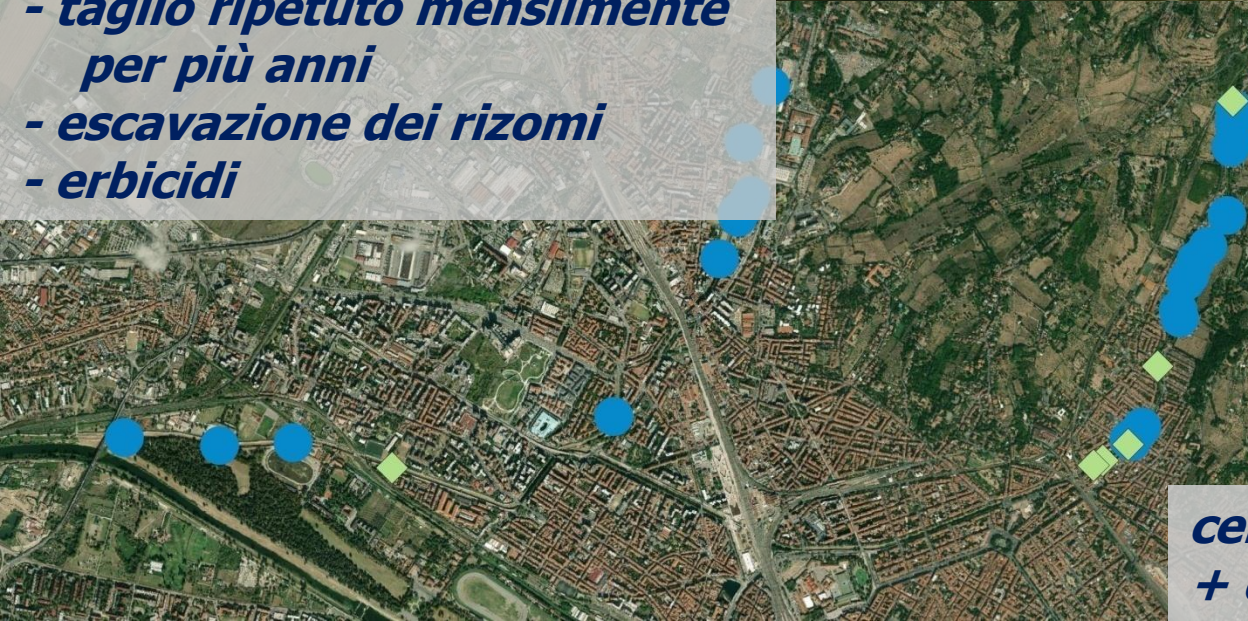 - taglio ripetuto mensilmente
per più anni
- escavazione dei rizomi
- erbicidi
+